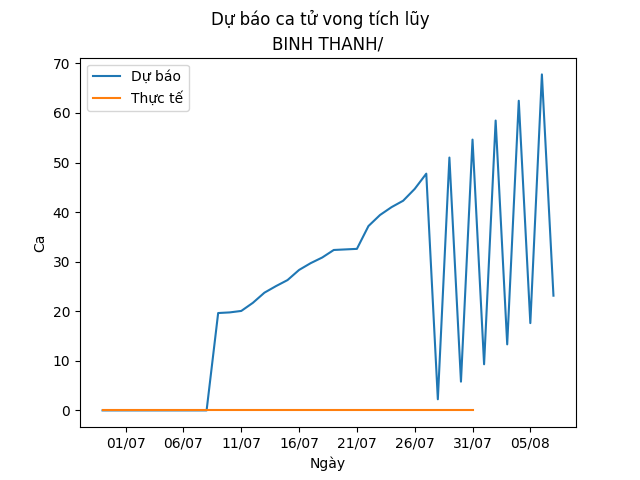 Dự báo ca tử vong tích lũy
BINH THANH/
Dự báo
Thực tế
Ca
70
60
50
40
30
20
10
0
01/07
06/07
11/07
16/07
21/07
26/07
31/07
05/08
Ngày